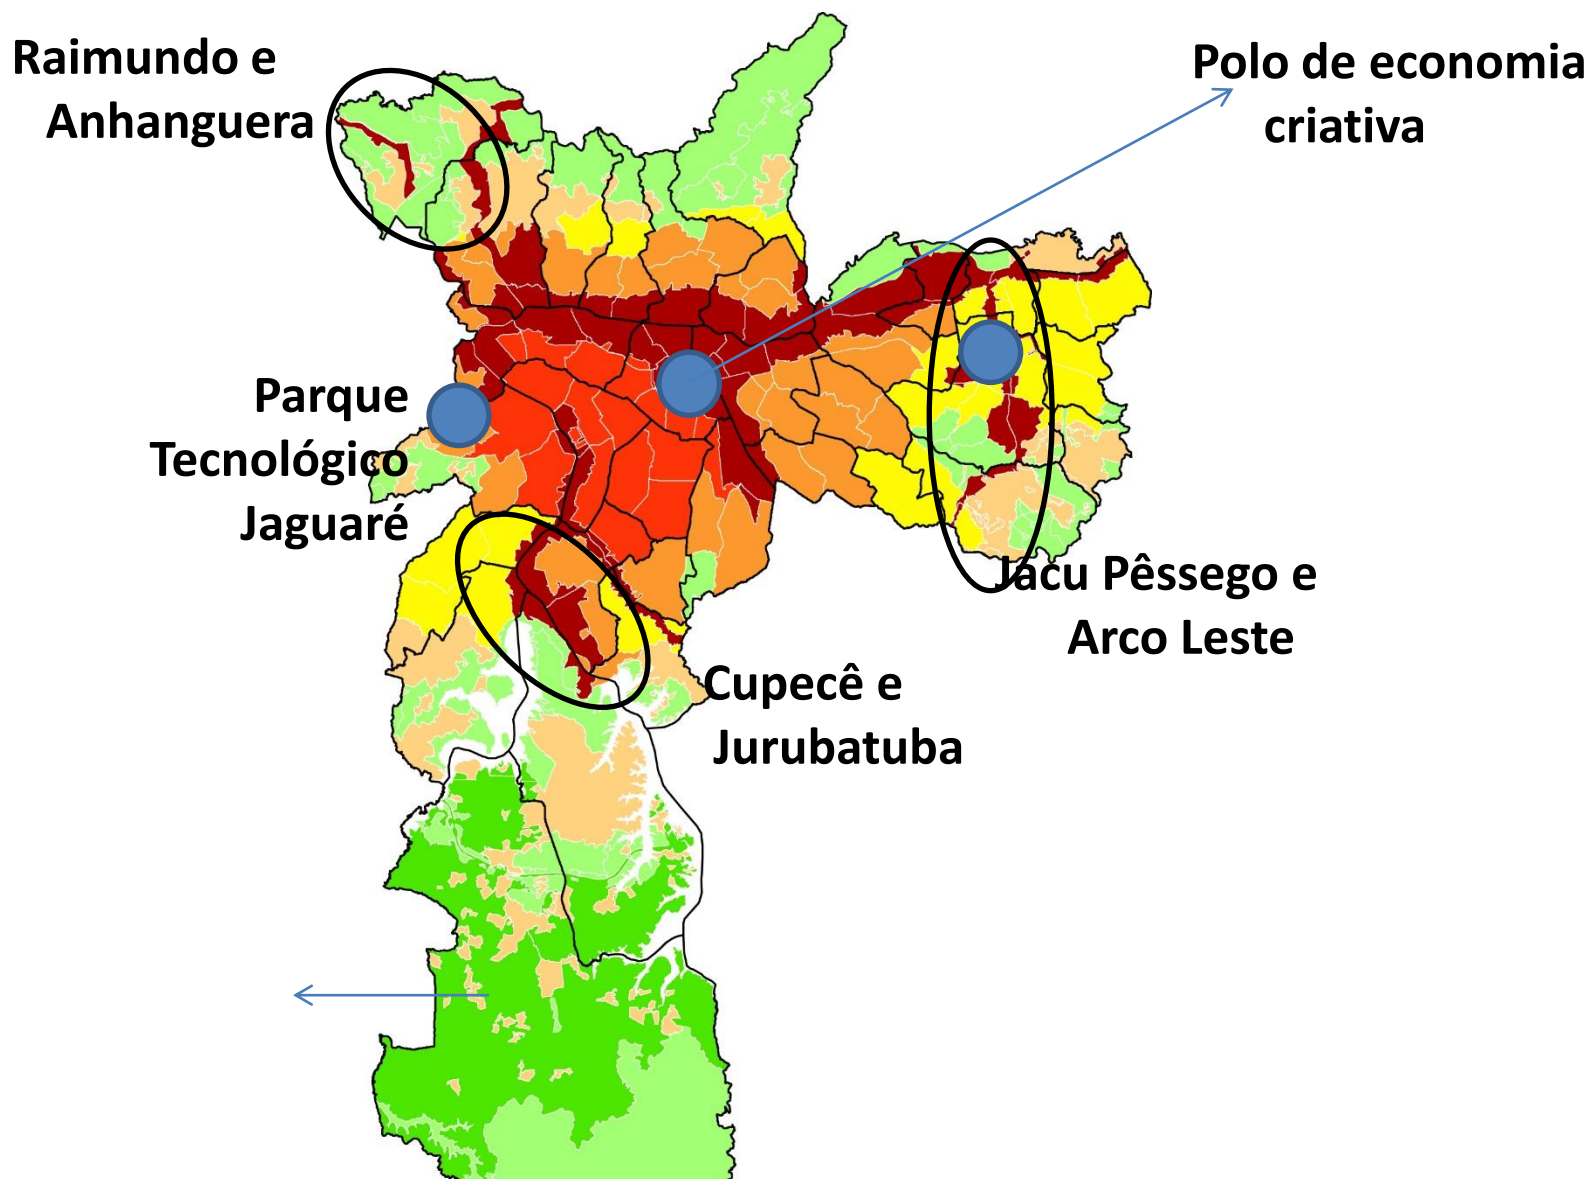 Raimundo e
Anhanguera
Polo de economia
criativa
Parque
Tecnológico
Jaguaré
Jacu Pêssego e
Arco Leste
Cupecê e
Jurubatuba